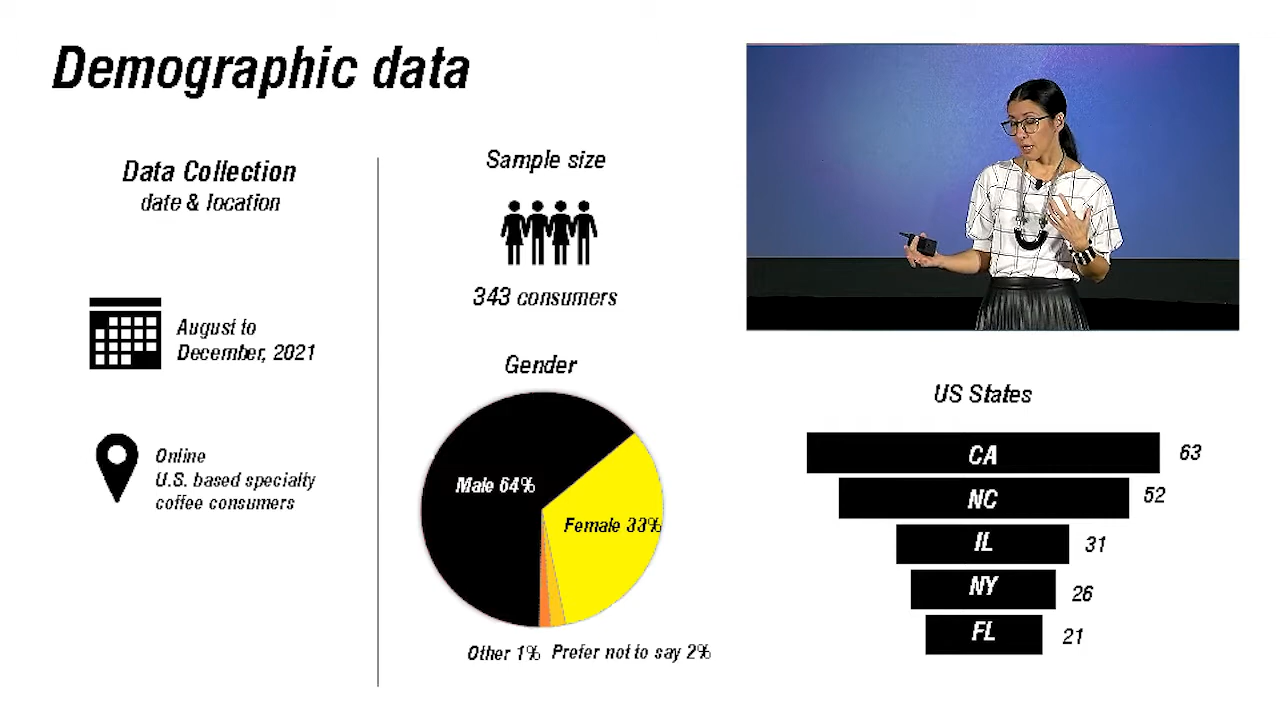 Demographic data
Data Collection
date & location
August to
December, 2021
Online
U.S. based specialty
coffee consumers
Sample size
343 consumers
Gender
Male 64%
Female 33%
Other 1%
Prefer not to say 2%
US States
CA
63
NC
52
IL
31
NY
26
FL
21